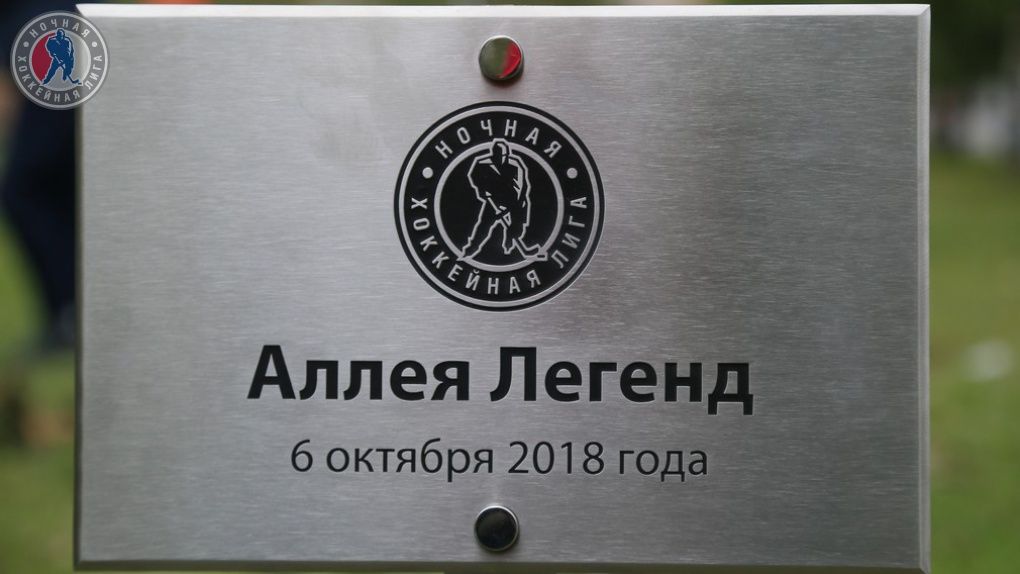 НОЧНАЯ
ХОККЕЙНАЯ ЛИГА
НОЧНАЯ
ХОККЕЙНАЯ ЛИГА
Аллея Легенд
6 октября 2018 года